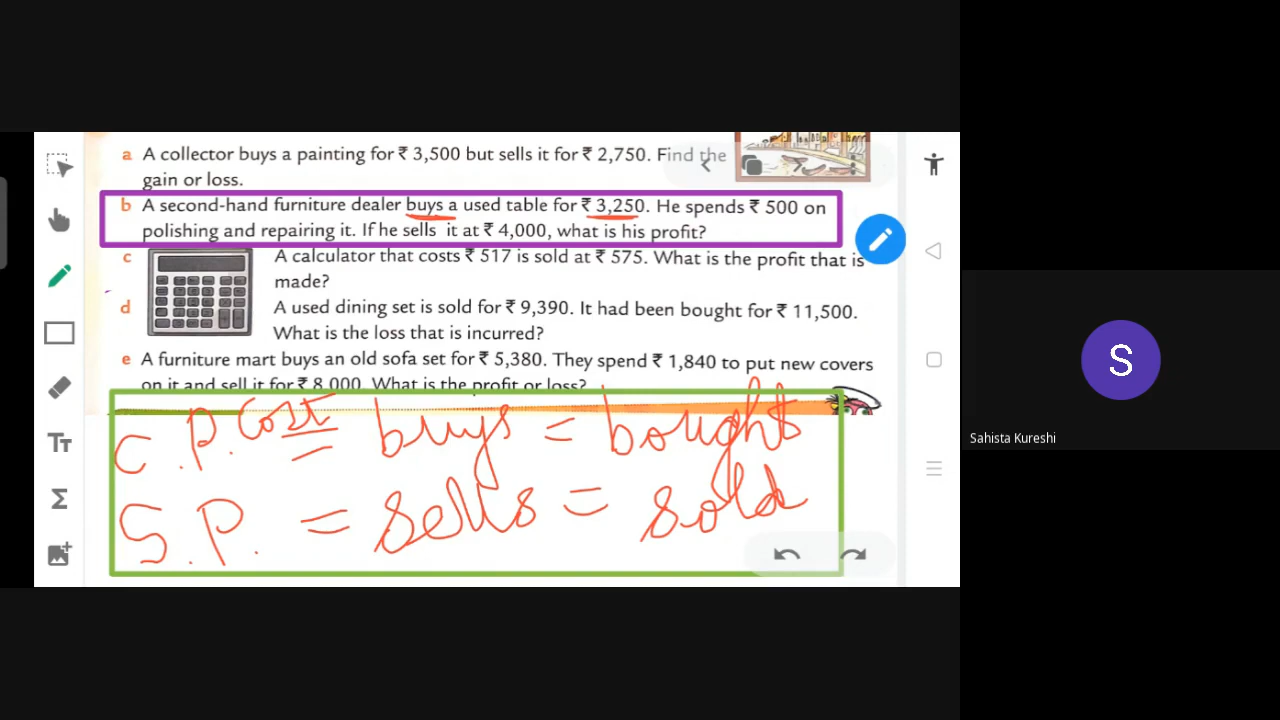 a A collector buys a painting for ₹ 3,500 but sells it for ₹ 2,750. Find the
gain or loss.
b A second-hand furniture dealer buys a used table for ₹ 3,250. He spends ₹ 500 on
polishing and repairing it. If he sells it at ₹ 4,000, what is his profit?
c A calculator that costs ₹ 517 is sold at ₹ 575. What is the profit that is
made?
d A used dining set is sold for ₹ 9,390. It had been bought for ₹ 11,500.
What is the loss that is incurred?
e A furniture mart buys an old sofa set for ₹ 5,380. They spend ₹ 1,840 to put new covers
on it and sell it for ₹ 8,000. What is the profit or loss?
C.P. Cost = buys = bought
S.P. = sells = sold
Tт
Σ
S
Sahista Kureshi